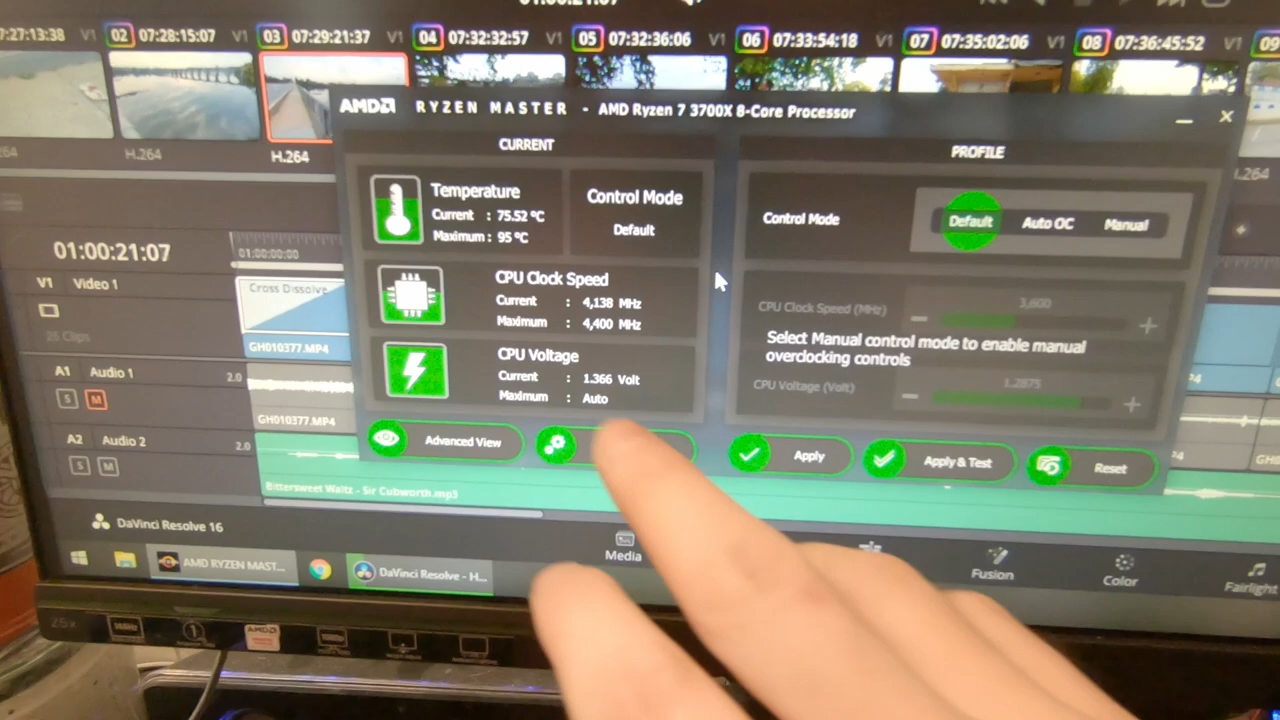 07:27:13:38 V1 02 07:28:15:07 V1 03 07:29:21:37 V1 04 07:32:32:57 V1 05 07:32:36:06 V1 06 07:33:54:18 V1 07 07:35:02:06 V1 08 07:36:45:52 V1 09
H.264
H.264
AMD RYZEN MASTER - AMD Ryzen 7 3700X 8-Core Processor
CURRENT
Temperature
Current : 75.52 °C
Maximum : 95 °C
Control Mode
Default
CPU Clock Speed
Current : 4,138 MHz
Maximum : 4,400 MHz
CPU Voltage
Current : 1.366 Volt
Maximum : Auto
Advanced View
PROFILE
Control Mode
Default Auto OC Manual
CPU Clock Speed (MHz)
3,600
Select Manual control mode to enable manual
overclocking controls
CPU Voltage (Volt)
1.2875
Apply
Apply & Test
Reset
01:00:21:07
01:00:00:00
V1 Video 1
26 Clips
Cross Dissolve
GH010377.MP4
A1 Audio 1 2.0
S M
GH010377.MP4
A2 Audio 2 2.0
S M
Bittersweet Waltz - Sir Cubworth.mp3
DaVinci Resolve 16
Media
Fusion
Color
Fairlight
AMD RYZEN MAST...
DaVinci Resolve - H...
AMD